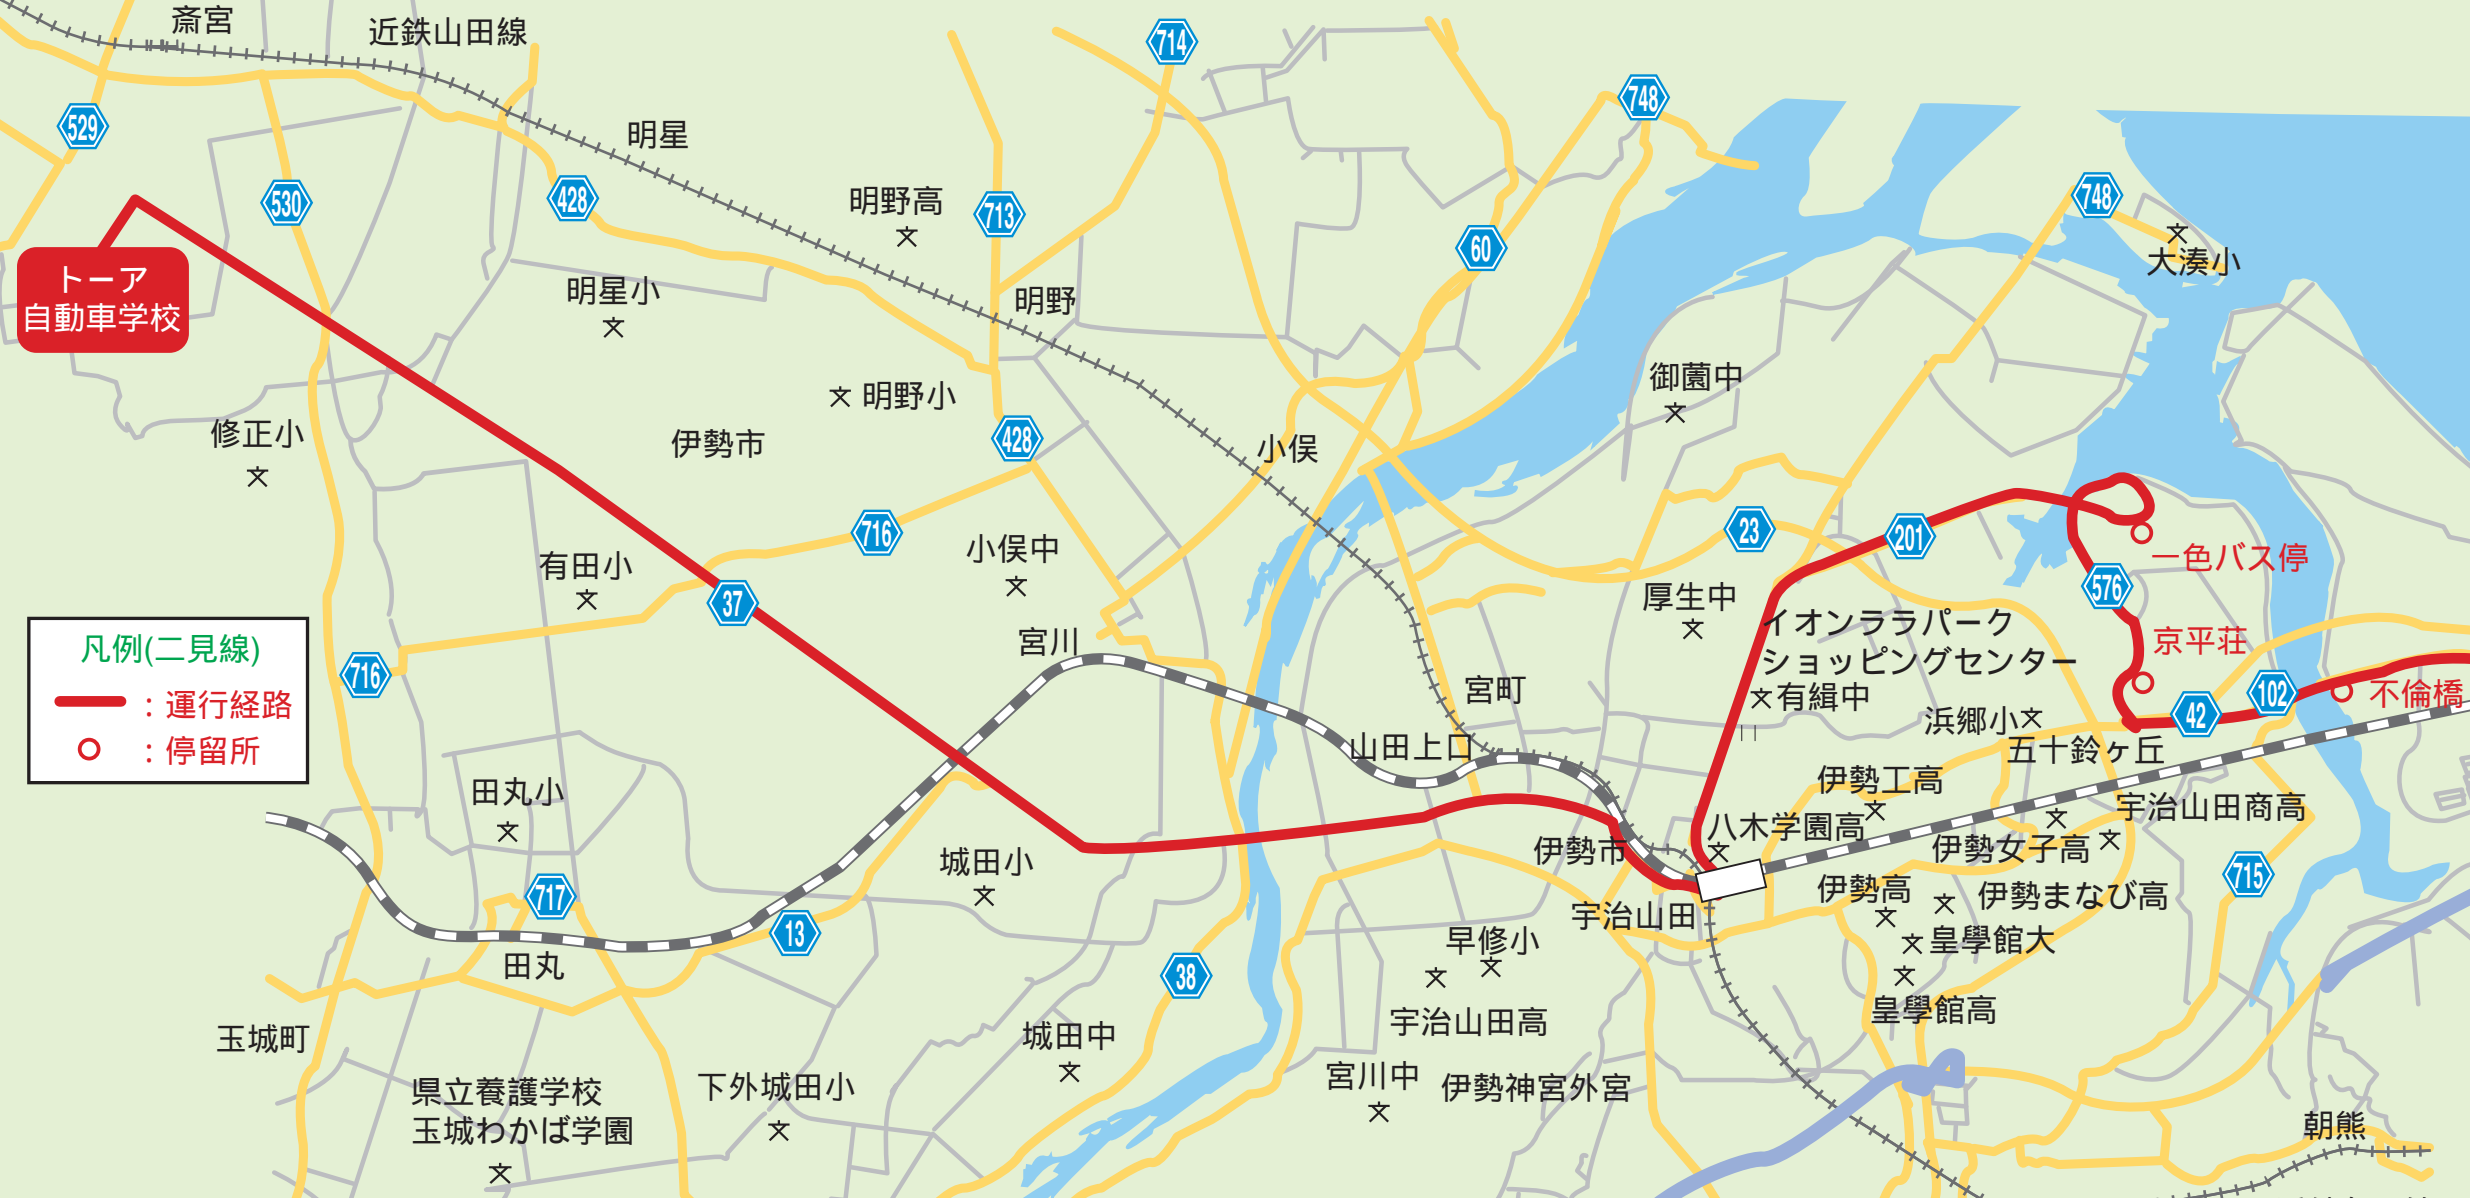 斎宮
近鉄山田線
714
748
529
明星
530
428
明野高
713
748
60
大湊小
トーア
自動車学校
明星小
明野
御薗中
明野小
修正小
伊勢市
428
小俣
716
23
201
小俣中
一色バス停
有田小
576
37
厚生中
イオンララパーク
ショッピングセンター
京平荘
宮川
凡例(二見線)
：運行経路
：停留所
716
宮町
有緝中
浜郷小
42
102
不倫橋
山田上口
五十鈴ヶ丘
伊勢工高
宇治山田商高
田丸小
八木学園高
伊勢市
伊勢女子高
城田小
715
717
伊勢高
伊勢まなび高
宇治山田
13
早修小
皇學館大
田丸
38
皇學館高
宇治山田高
玉城町
城田中
宮川中
伊勢神宮外宮
下外城田小
県立養護学校
玉城わかば学園
朝熊